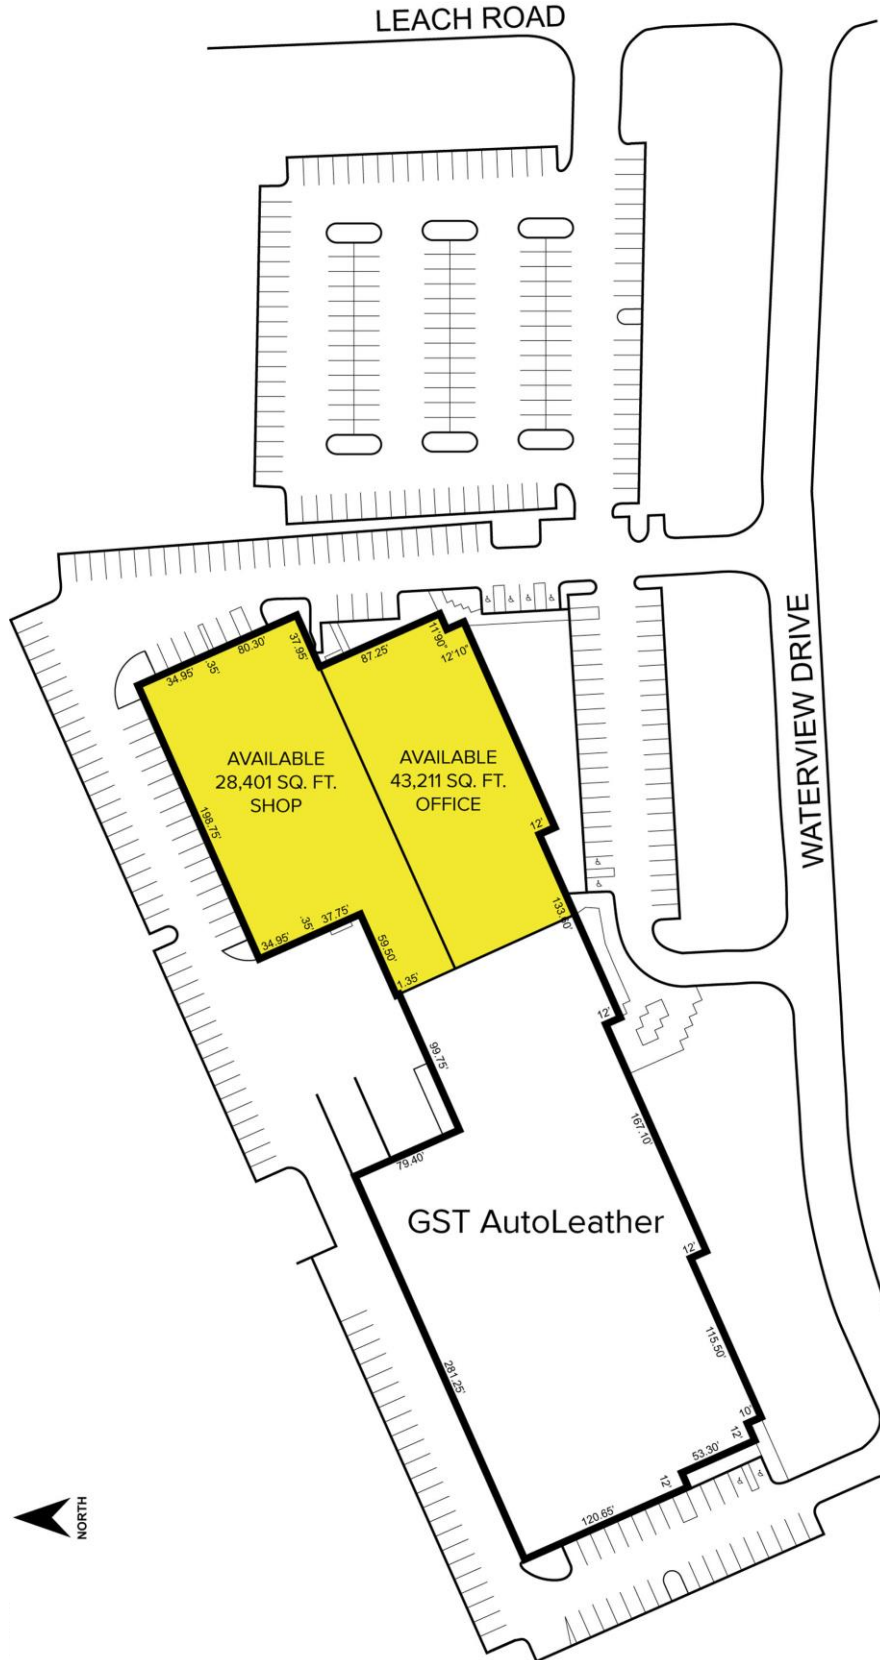 LEACH ROAD
WATERVIEW DRIVE
80.30'
37.95'
34.95'
.35'
87.25'
11'90"
12'10"
AVAILABLE
28,401 SQ. FT.
SHOP
AVAILABLE
43,211 SQ. FT.
OFFICE
198.75'
12'
37.75'
.35'
34.95'
59.50'
1.35'
133.60'
12'
99.75'
79.40'
167.10'
GST AutoLeather
12'
115.50'
281.25'
10'
12'
53.30'
12'
120.65'
NORTH